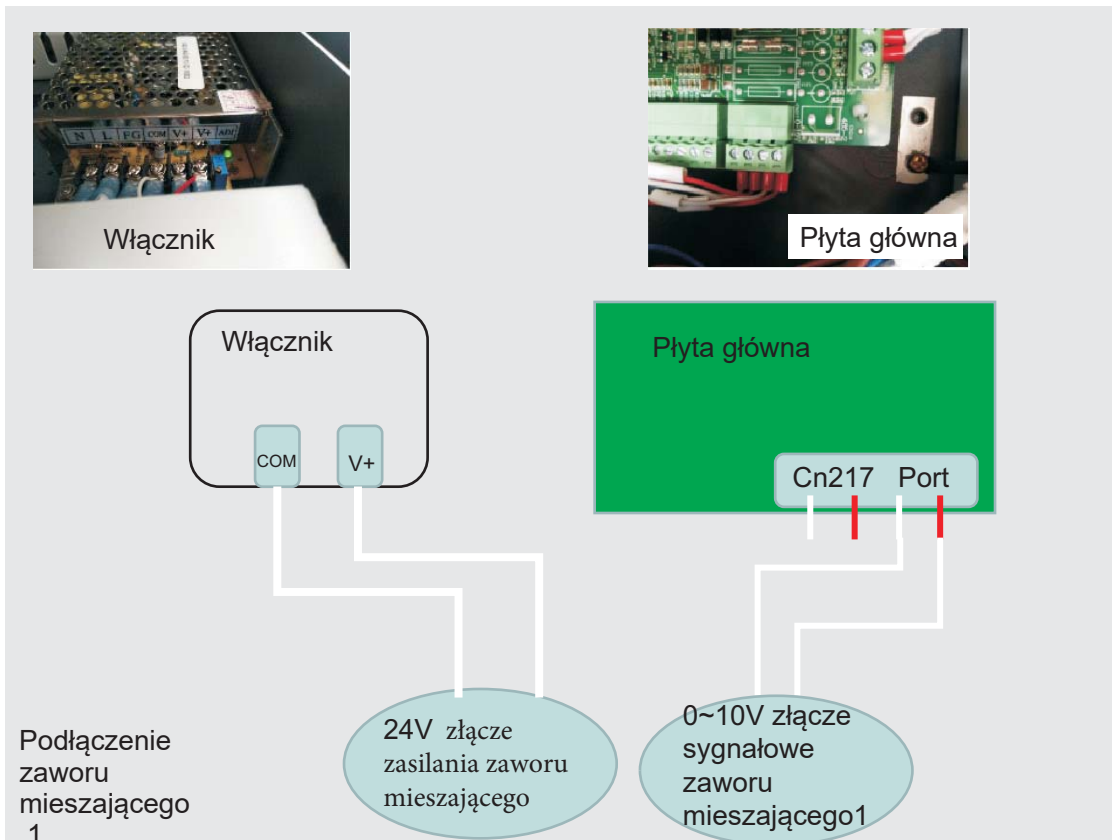 N L FG COM V+ V+ ADJ
Włącznik
Płyta główna
Włącznik
Płyta główna
COM V+
Cn217 Port
24V złącze
zasilania zaworu
mieszającego
0~10V złącze
sygnałowe
zaworu
mieszającego1
Podłączenie
zaworu
mieszającego
1